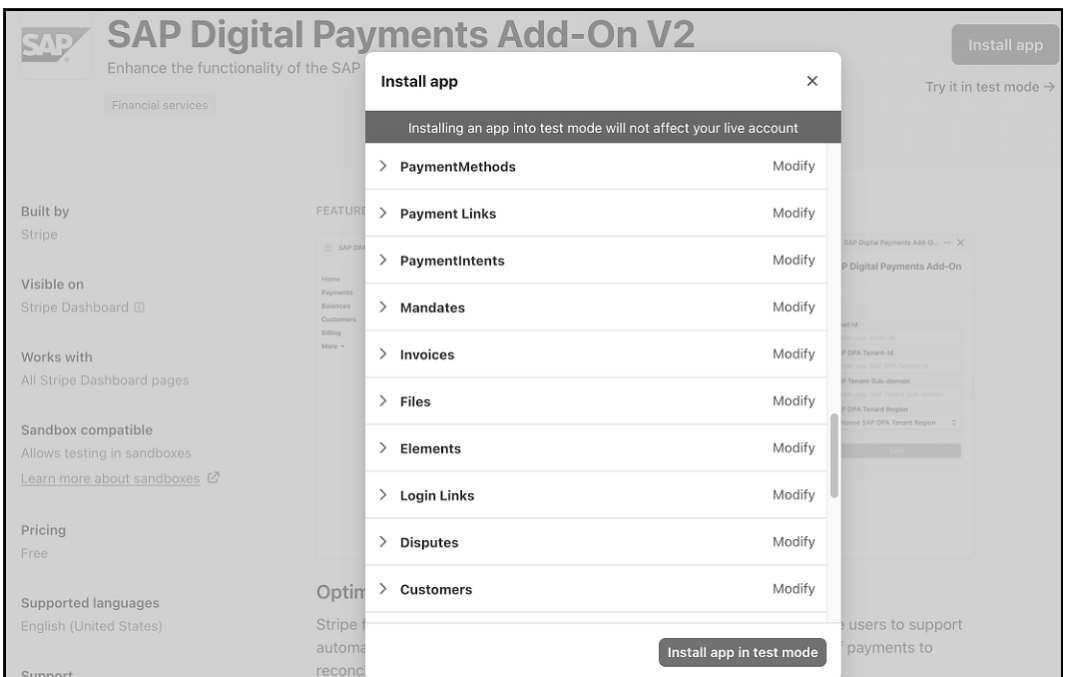 SAP
SAP Digital Payments Add-On V2
Enhance the functionality of the SAP
Financial services
Install app
Try it in test mode →
Built by
Stripe
Visible on
Stripe Dashboard
Works with
All Stripe Dashboard pages
Sandbox compatible
Allows testing in sandboxes
Learn more about sandboxes
Pricing
Free
Supported languages
English (United States)
Support
FEATURE
SAP DPA
Home
Payments
Balances
Customers
Billing
More
Install app
Installing an app into test mode will not affect your live account
PaymentMethods Modify
Payment Links Modify
PaymentIntents Modify
Mandates Modify
Invoices Modify
Files Modify
Elements Modify
Login Links Modify
Disputes Modify
Customers Modify
Install app in test mode
SAP Digital Payments Add-O...
P Digital Payments Add-On
P DPA Tenant-Id
P Tenant Sub-domain
P DPA Tenant Region
hoose SAP DPA Tenant Region
Optim
Stripe f
e users to support
automa
payments to
reconc